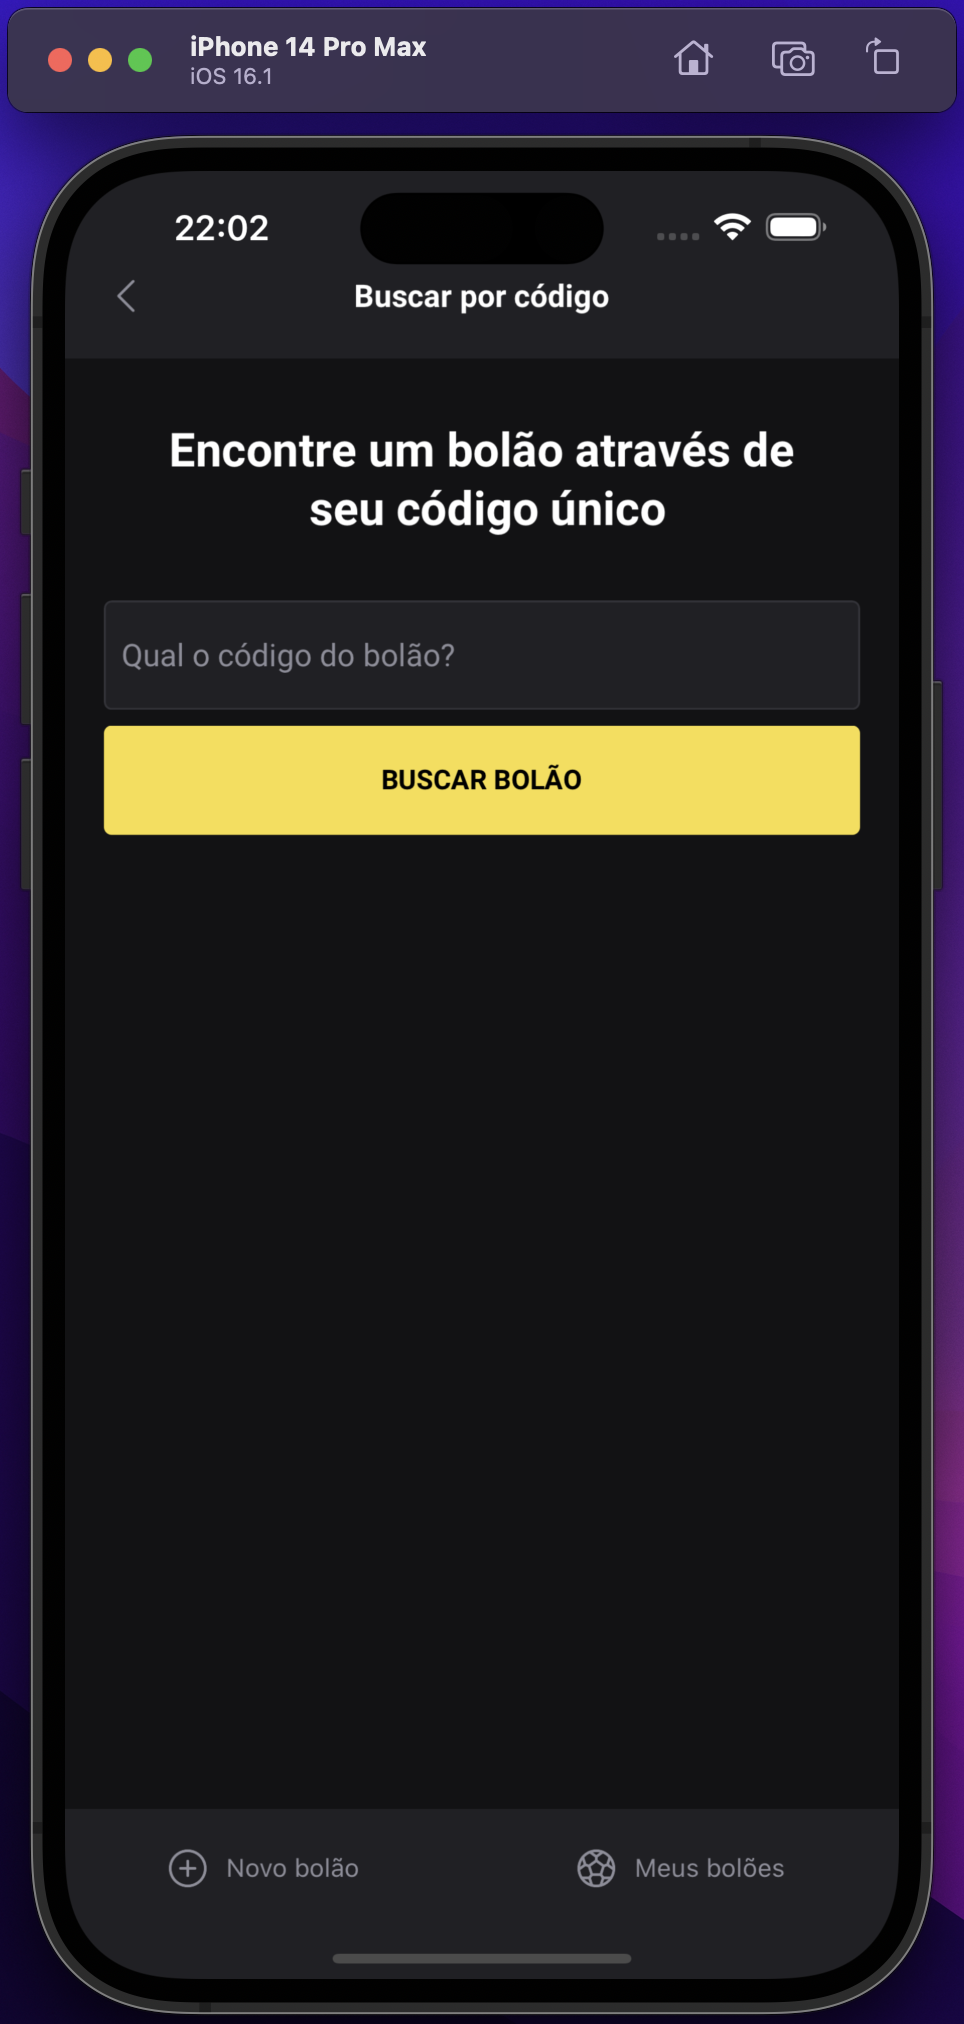 iPhone 14 Pro Max
iOS 16.1
22:02
Buscar por código
Encontre um bolão através de
seu código único
Qual o código do bolão?
BUSCAR BOLÃO
Novo bolão
Meus bolões